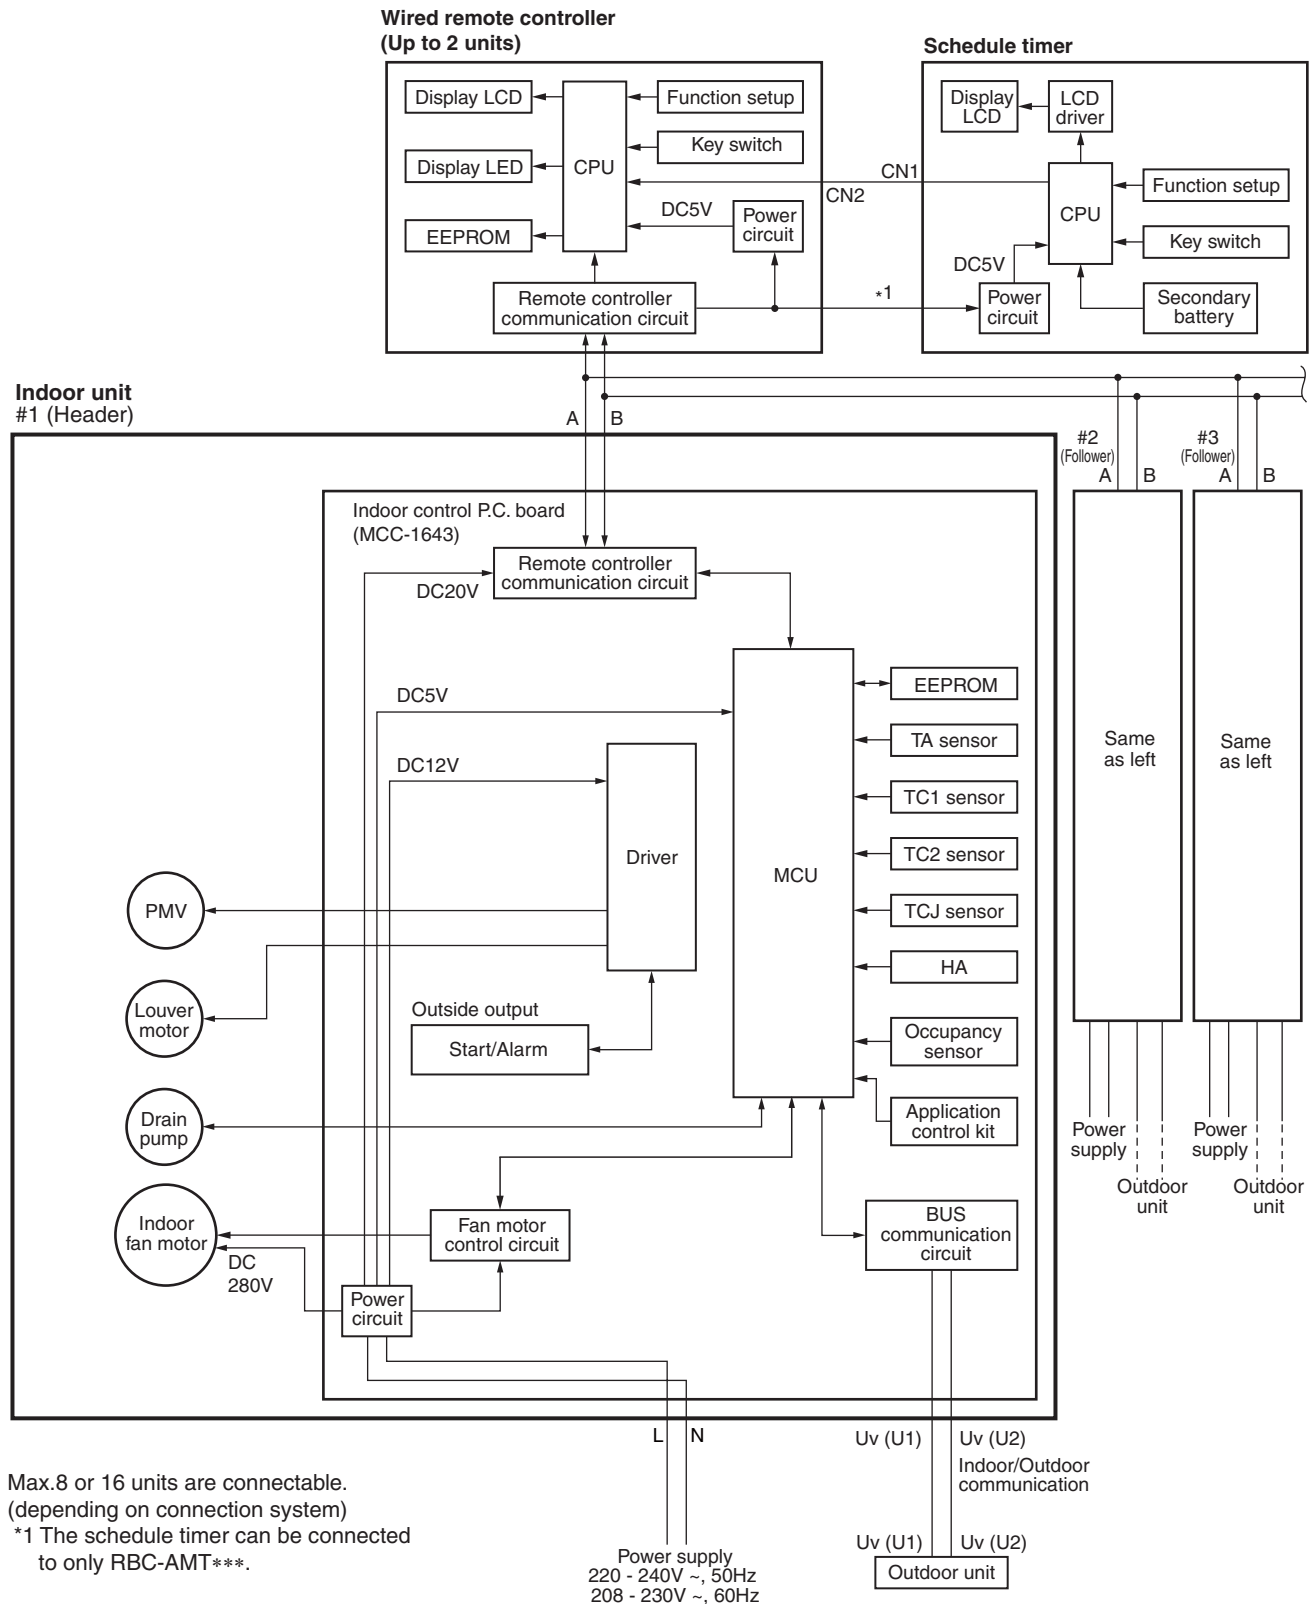 Wired remote controller
(Up to 2 units)
Schedule timer
Display LCD
CPU
Function setup
Key switch
Display LED
EEPROM
DC5V
Power
circuit
Remote controller
communication circuit
CN1
CN2
*1
Display
LCD
LCD
driver
CPU
Function setup
Key switch
DC5V
Power
circuit
Secondary
battery
Indoor unit
#1 (Header)
A
B
#2
(Follower)
A
B
#3
(Follower)
A
B
Indoor control P.C. board
(MCC-1643)
Remote controller
communication circuit
DC20V
DC5V
DC12V
Driver
MCU
EEPROM
TA sensor
TC1 sensor
TC2 sensor
TCJ sensor
HA
Occupancy
sensor
Application
control kit
BUS
communication
circuit
PMV
Louver
motor
Outside output
Start/Alarm
Drain
pump
Indoor
fan motor
DC
280V
Fan motor
control circuit
Power
circuit
Same
as left
Same
as left
Power
supply
Outdoor
unit
Power
supply
Outdoor
unit
L
N
Uv (U1)
Uv (U2)
Indoor/Outdoor
communication
Uv (U1)
Uv (U2)
Outdoor unit
Power supply
220 - 240V ~, 50Hz
208 - 230V ~, 60Hz
Max.8 or 16 units are connectable.
(depending on connection system)
*1 The schedule timer can be connected
to only RBC-AMT***.